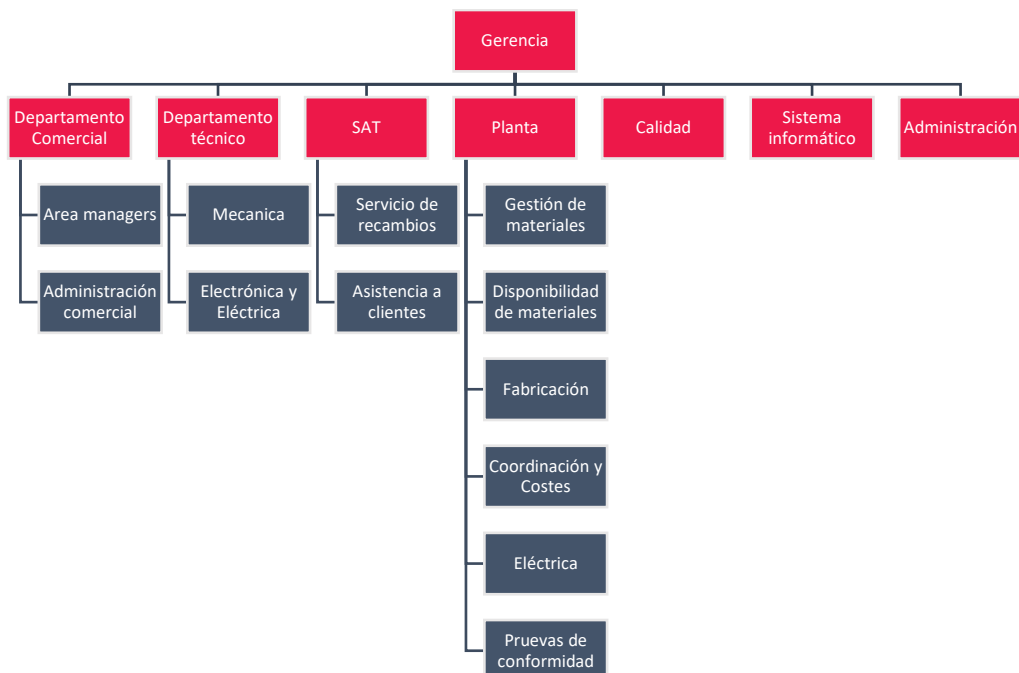 Gerencia
Departamento
Comercial
Departamento
técnico
SAT
Planta
Calidad
Sistema
informático
Administración
Area managers
Mecanica
Servicio de
recambios
Gestión de
materiales
Administración
comercial
Electrónica y
Eléctrica
Asistencia a
clientes
Disponibilidad
de materiales
Fabricación
Coordinación y
Costes
Eléctrica
Pruevas de
conformidad